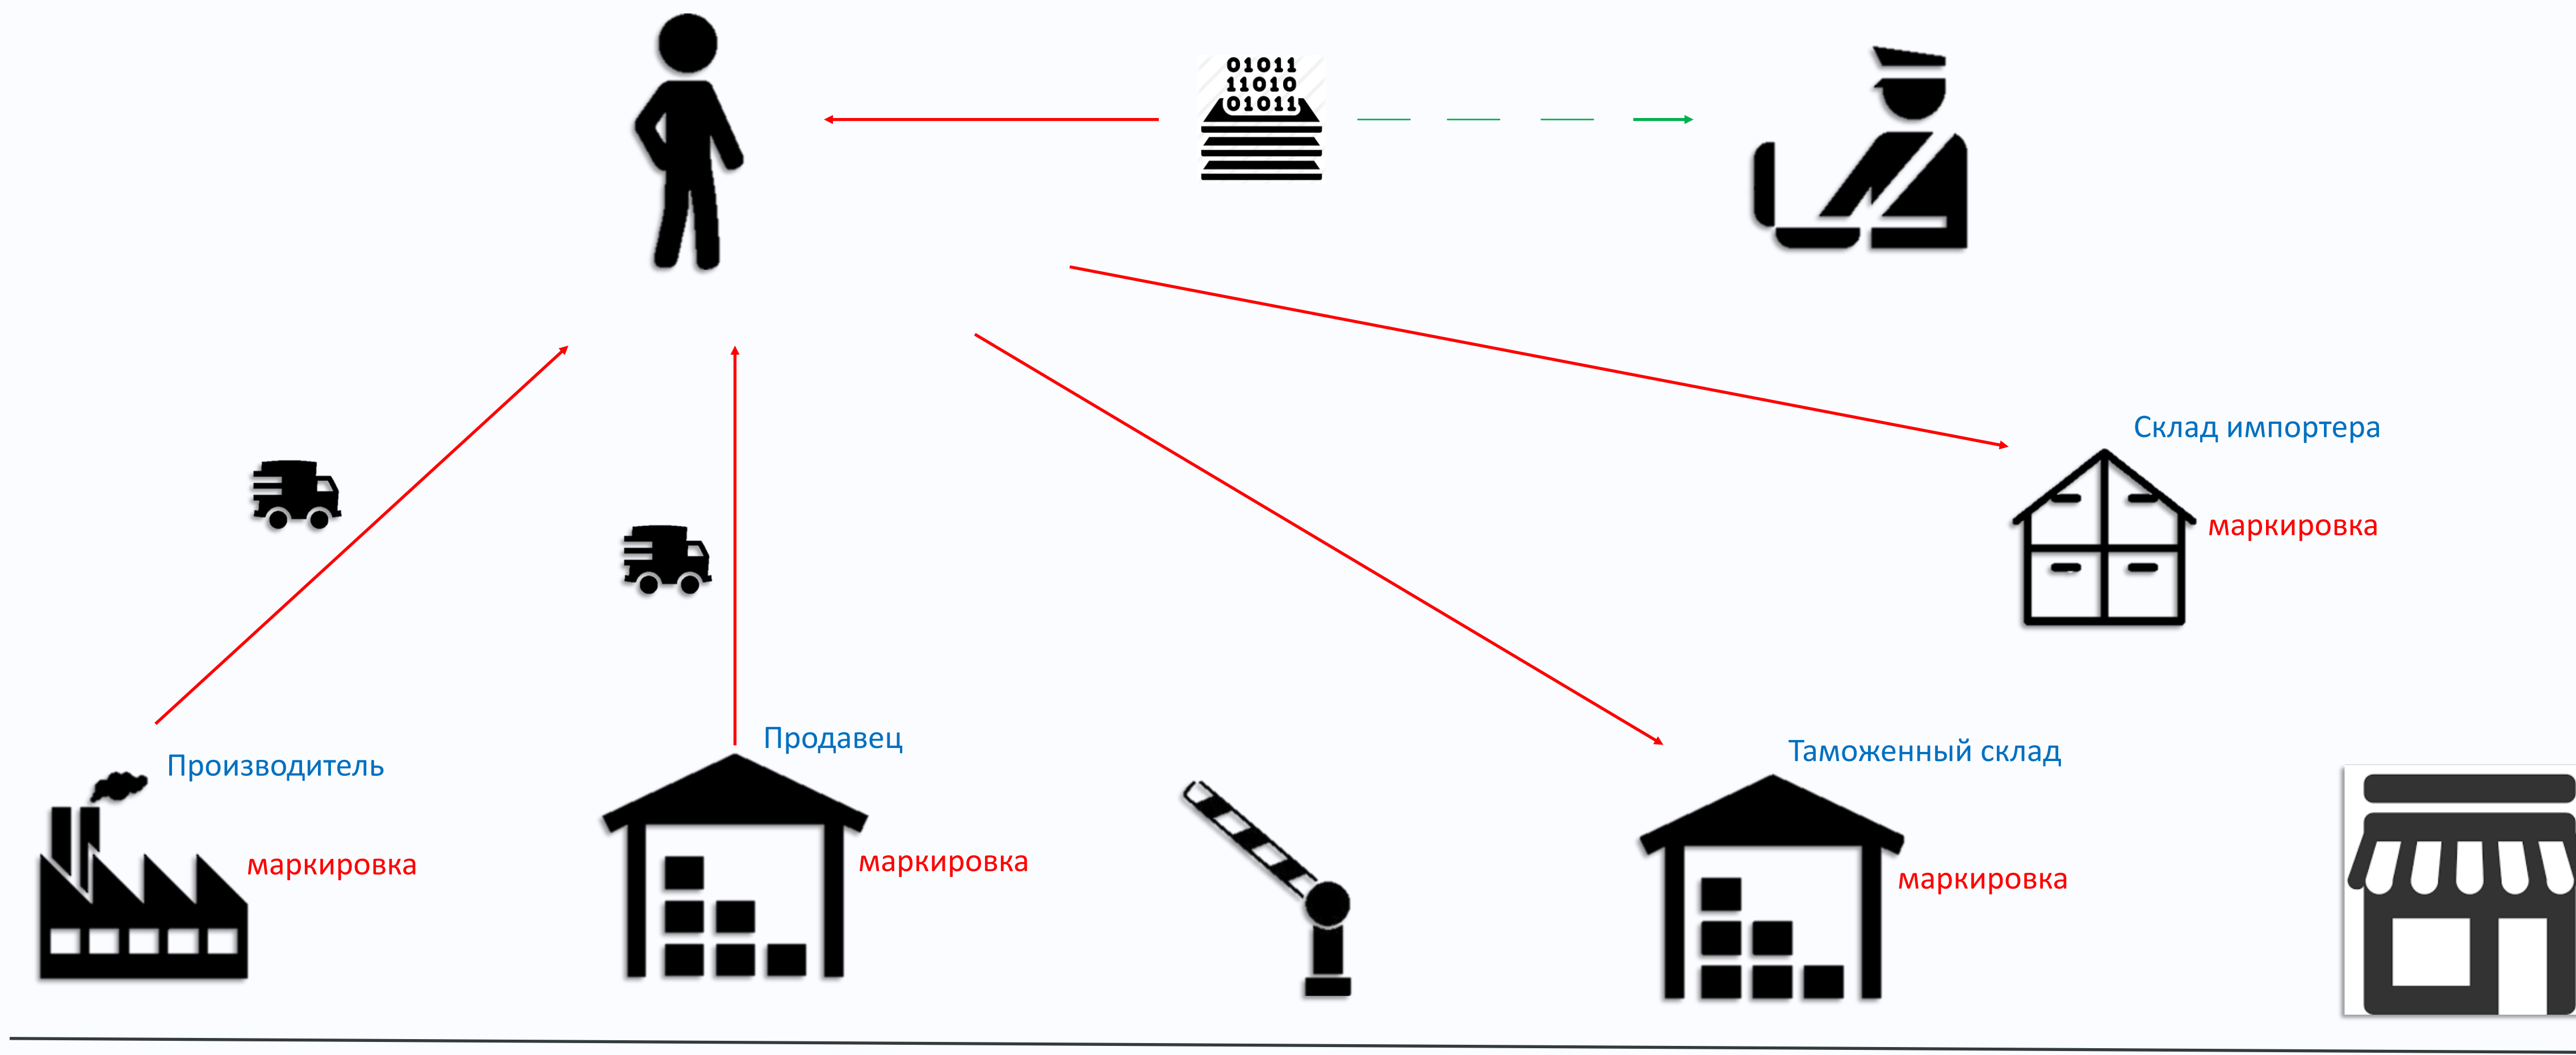 01011
11010
01011
Склад импортера
маркировка
Продавец
Таможенный склад
Производитель
маркировка
маркировка
маркировка